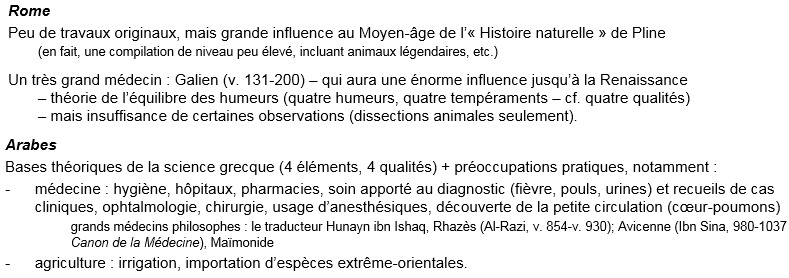 Rome
Peu de travaux originaux, mais grande influence au Moyen-âge de l’« Histoire naturelle » de Pline
(en fait, une compilation de niveau peu élevé, incluant animaux légendaires, etc.)
Un très grand médecin : Galien (v. 131-200) – qui aura une énorme influence jusqu’à la Renaissance
– théorie de l’équilibre des humeurs (quatre humeurs, quatre tempéraments – cf. quatre qualités)
– mais insuffisance de certaines observations (dissections animales seulement).
Arabes
Bases théoriques de la science grecque (4 éléments, 4 qualités) + préoccupations pratiques, notamment :
- médecine : hygiène, hôpitaux, pharmacies, soin apporté au diagnostic (fièvre, pouls, urines) et recueils de cas
cliniques, ophtalmologie, chirurgie, usage d’anesthésiques, découverte de la petite circulation (cœur-poumons)
grands médecins philosophes : le traducteur Hunayn ibn Ishaq, Rhazès (Al-Razi, v. 854-v. 930); Avicenne (Ibn Sina, 980-1037
Canon de la Médecine), Maïmonide
- agriculture : irrigation, importation d’espèces extrême-orientales.